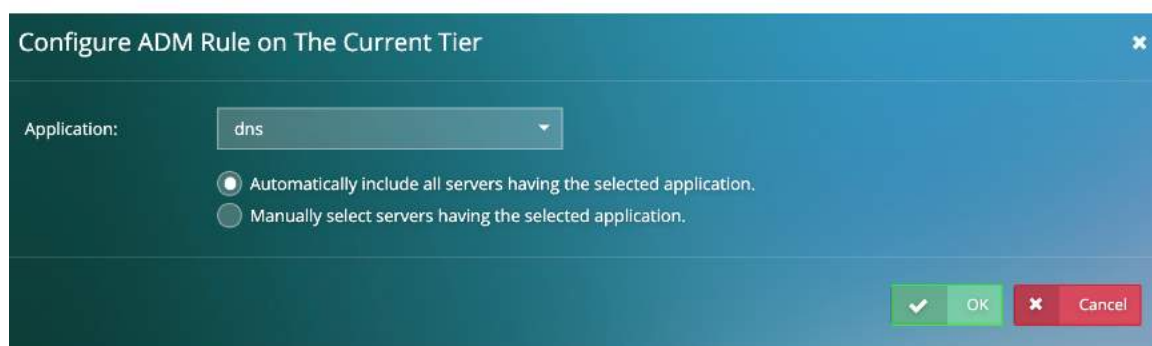 Configure ADM Rule on The Current Tier
Application:
dns
Automatically include all servers having the selected application.
Manually select servers having the selected application.
OK
Cancel